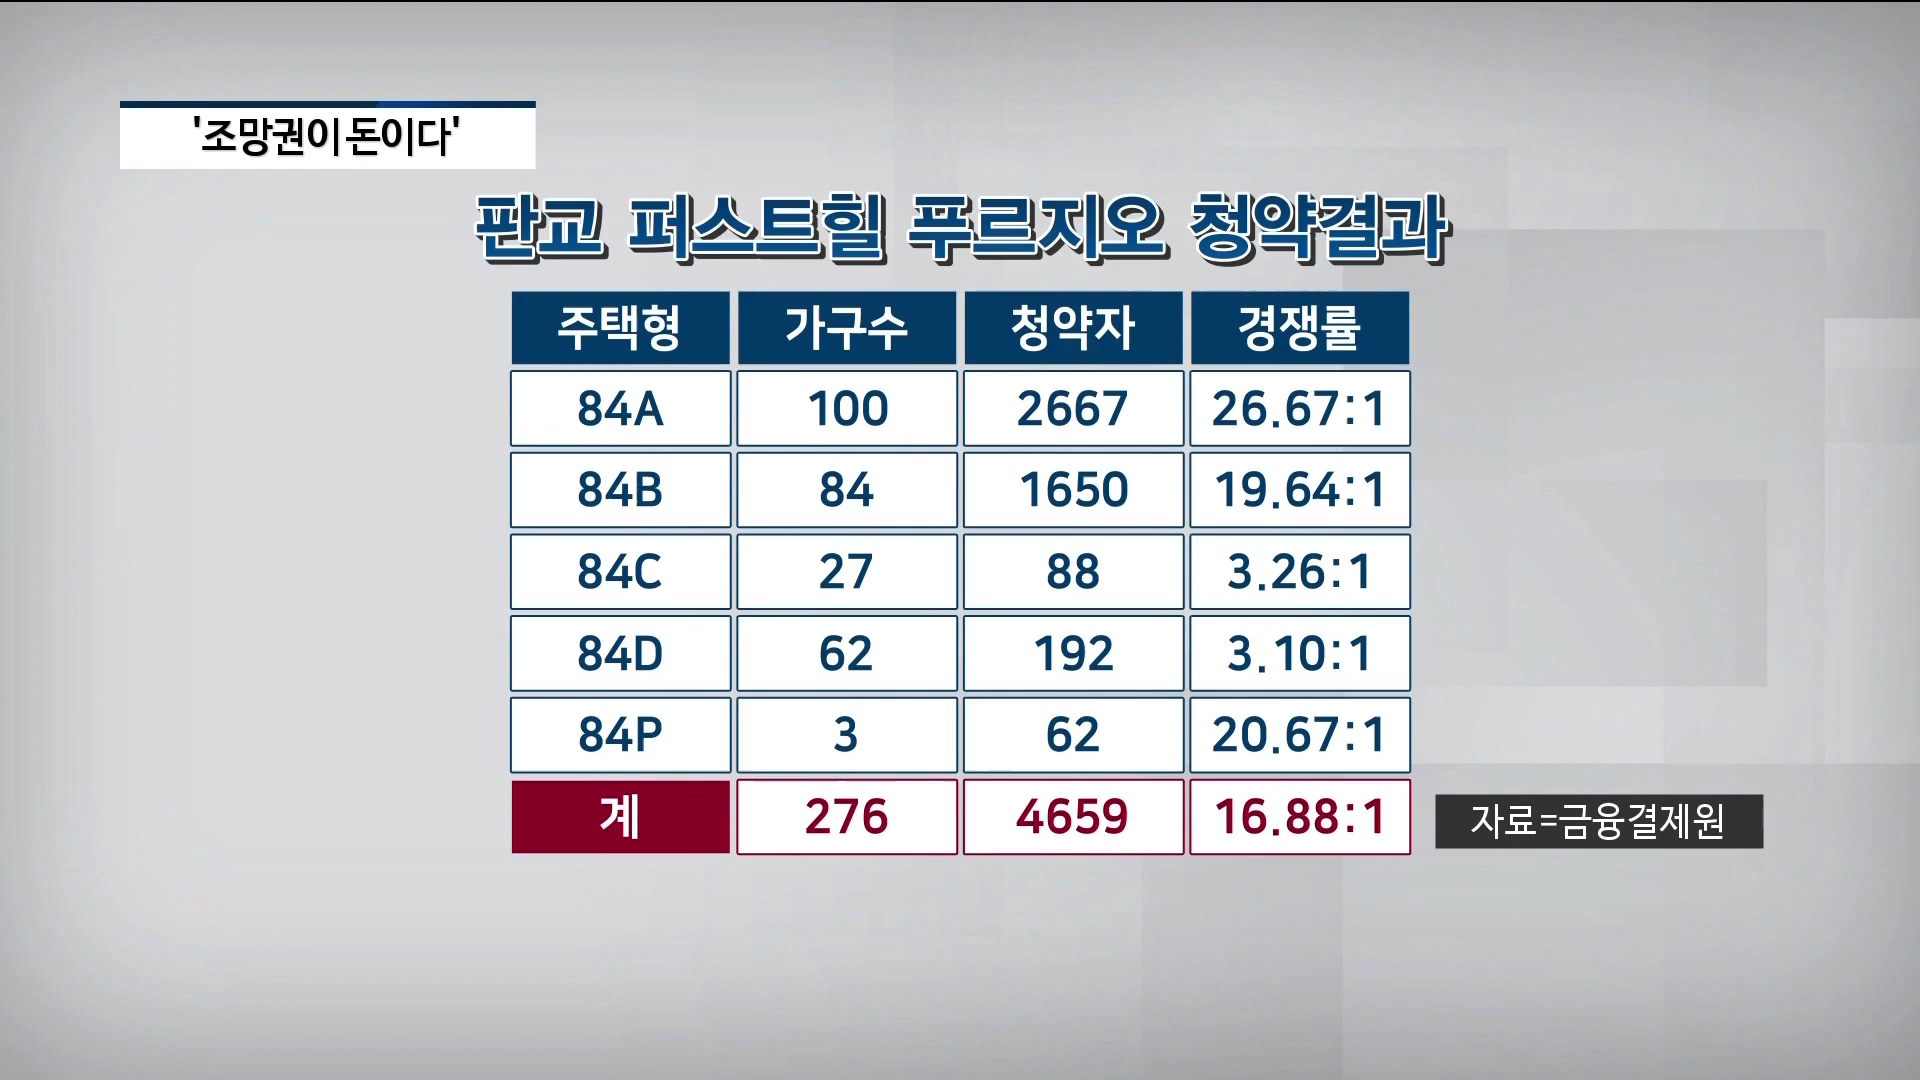 '조망권이 돈이다'
판교 퍼스트힐 푸르지오 청약결과
주택형 가구수 청약자 경쟁률
84A 100 2667 26.67:1
84B 84 1650 19.64:1
84C 27 88 3.26:1
84D 62 192 3.10:1
84P 3 62 20.67:1
계 276 4659 16.88:1
자료=금융결제원